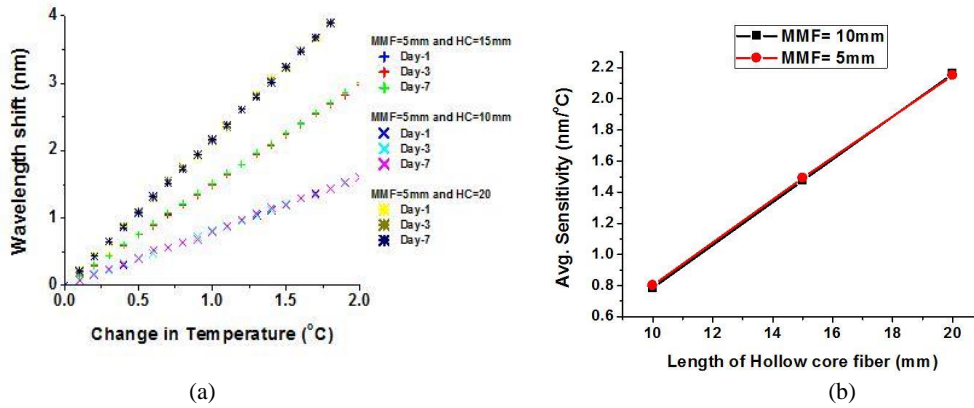 4
3
2
1
0
Wavelength shift (nm)
0.0 0.5 1.0 1.5 2.0
Change in Temperature (°C)
MMF=5mm and HC=15mm
Day-1
Day-3
Day-7
MMF=5mm and HC=10mm
Day-1
Day-3
Day-7
MMF=5mm and HC=20
Day-1
Day-3
Day-7
(a)
MMF= 10mm
MMF= 5mm
2.2
2.0
1.8
1.6
1.4
1.2
1.0
0.8
0.6
Avg. Sensitivity (nm/°C)
10 12 14 16 18 20
Length of Hollow core fiber (mm)
(b)